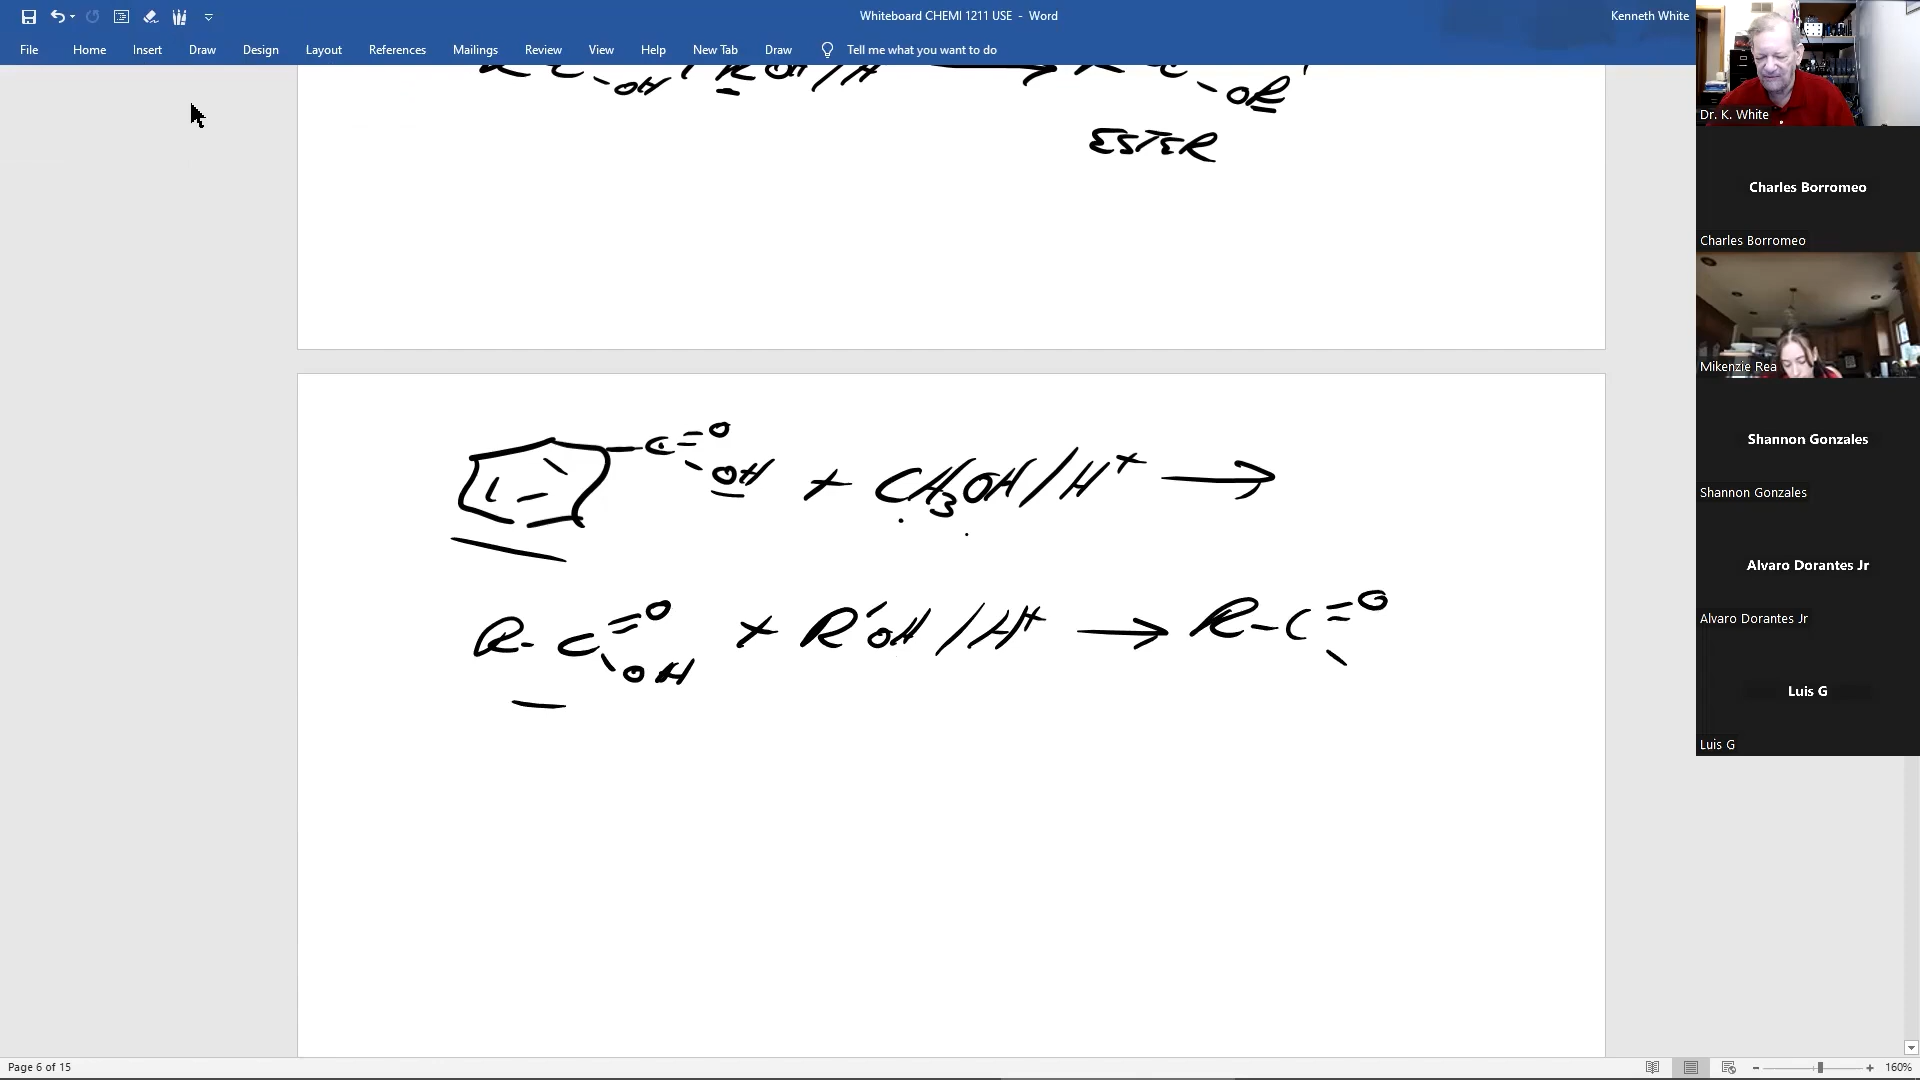 Whiteboard CHEMI 1211 USE - Word
Kenneth White
File Home Insert Draw Design Layout References Mailings Review View Help New Tab Draw Tell me what you want to do
OH R OH / H OR
ESTER
C = O
OH + CH3OH / H+ →
R - C = O + R'OH / H+ → R - C = O
OH
Dr. K. White
Charles Borromeo
Charles Borromeo
Mikenzie Rea
Shannon Gonzales
Shannon Gonzales
Alvaro Dorantes Jr
Alvaro Dorantes Jr
Luis G
Luis G
Page 6 of 15
160%